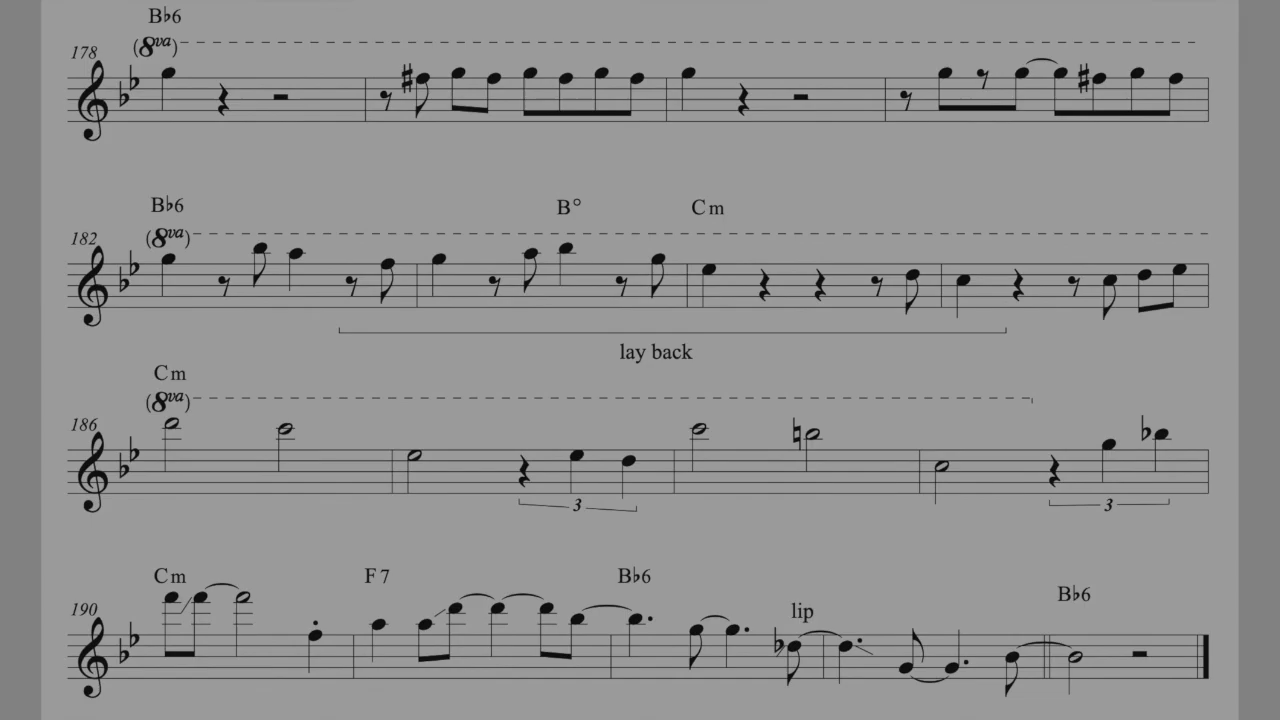 B♭6
178 (8va)
B♭6 B° Cm
182 (8va)
lay back
Cm
186 (8va)
3 3
Cm F7 B♭6 lip B♭6
190